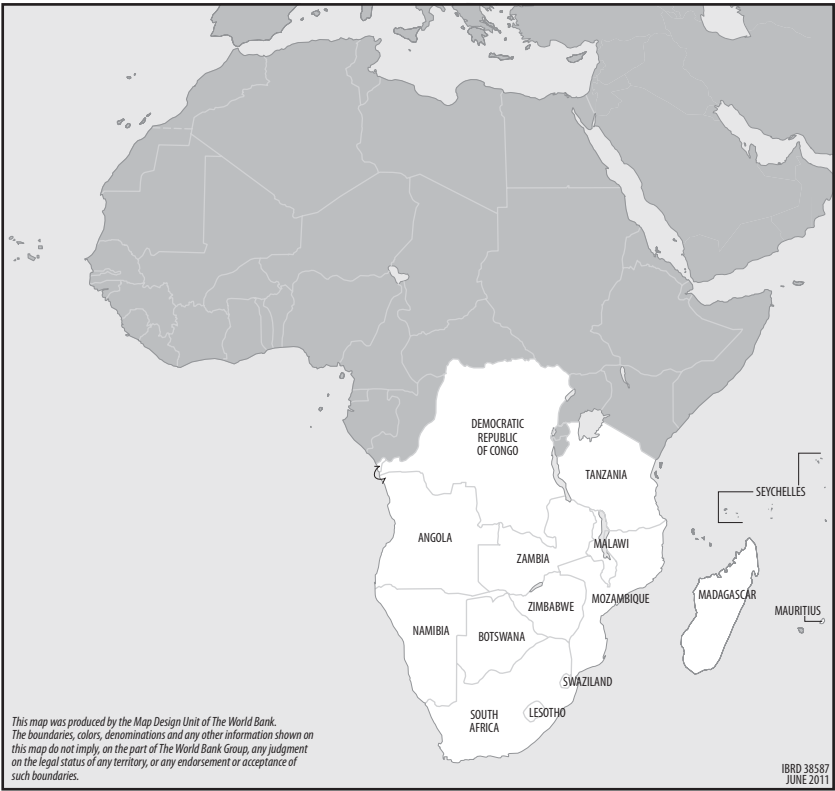 DEMOCRATIC
REPUBLIC
OF CONGO
TANZANIA
SEYCHELLES
ANGOLA
MALAWI
ZAMBIA
MADAGASCAR
MOZAMBIQUE
ZIMBABWE
MAURITIUS
NAMIBIA
BOTSWANA
SWAZILAND
LESOTHO
SOUTH
AFRICA
This map was produced by the Map Design Unit of The World Bank.
The boundaries, colors, denominations and any other information shown on
this map do not imply, on the part of The World Bank Group, any judgment
on the legal status of any territory, or any endorsement or acceptance of
such boundaries.
IBRD 38587
JUNE 2011